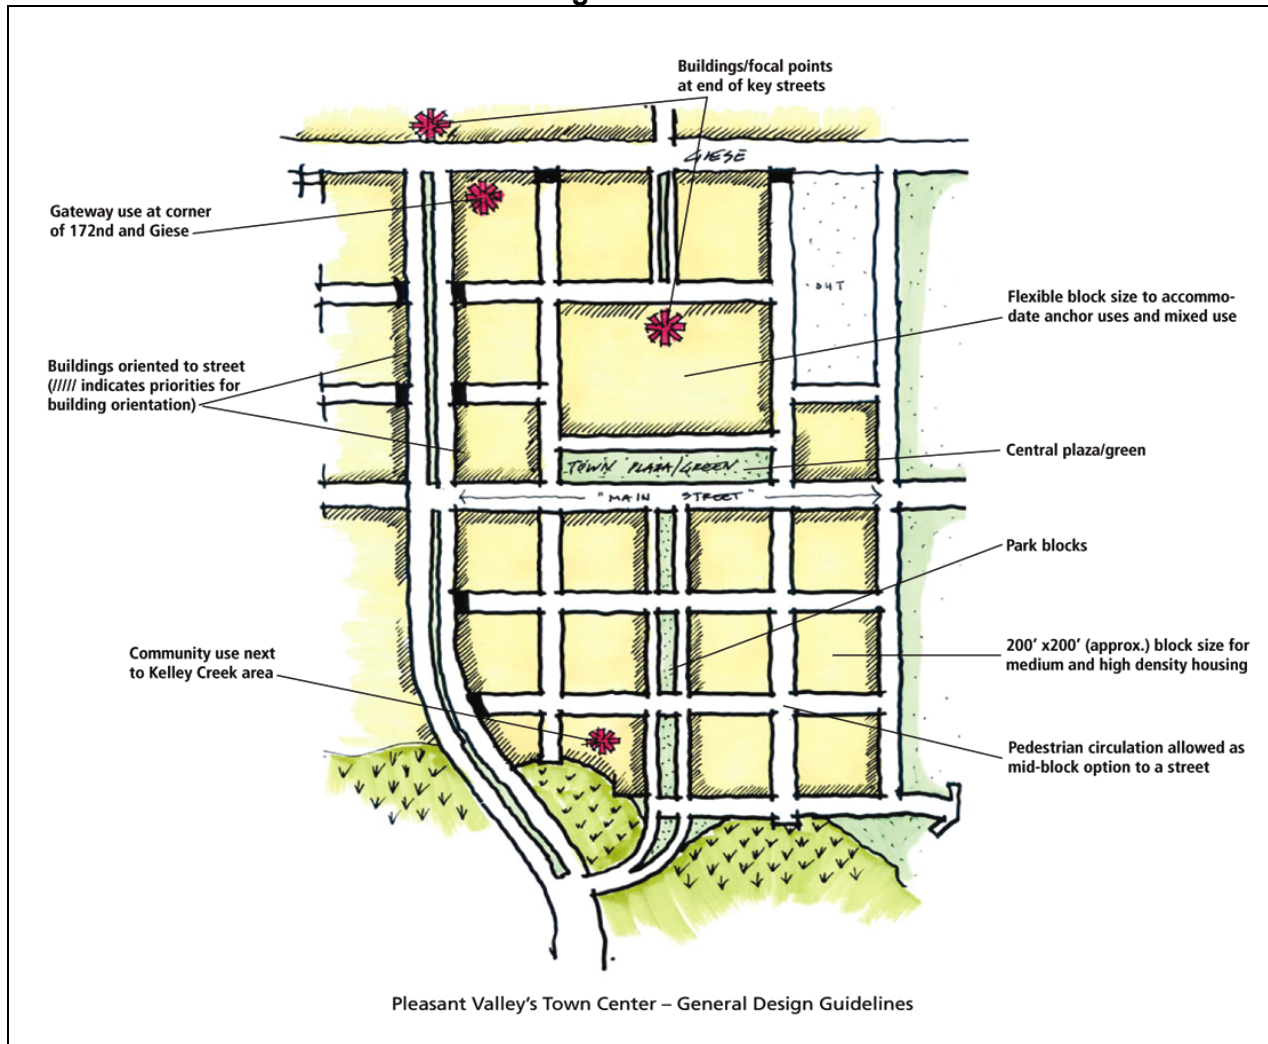 Buildings/focal points
at end of key streets
GIESE
Gateway use at corner
of 172nd and Giese
Flexible block size to accommo-
date anchor uses and mixed use
Buildings oriented to street
(///// indicates priorities for
building orientation)
TOWN PLAZA/GREEN
Central plaza/green
"MAIN STREET"
Park blocks
Community use next
to Kelley Creek area
200' x200' (approx.) block size for
medium and high density housing
Pedestrian circulation allowed as
mid-block option to a street
Pleasant Valley's Town Center – General Design Guidelines